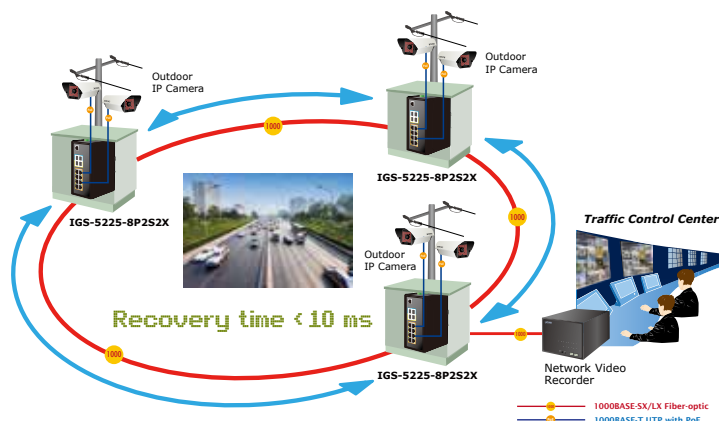 Outdoor
IP Camera
IGS-5225-8P2S2X
1000
Outdoor
IP Camera
IGS-5225-8P2S2X
1000
Traffic Control Center
Outdoor
IP Camera
Recovery time <10 ms
1000
IGS-5225-8P2S2X
1000
Network Video
Recorder
1000BASE-SX/LX Fiber-optic
1000BASE-T UTP with PoE